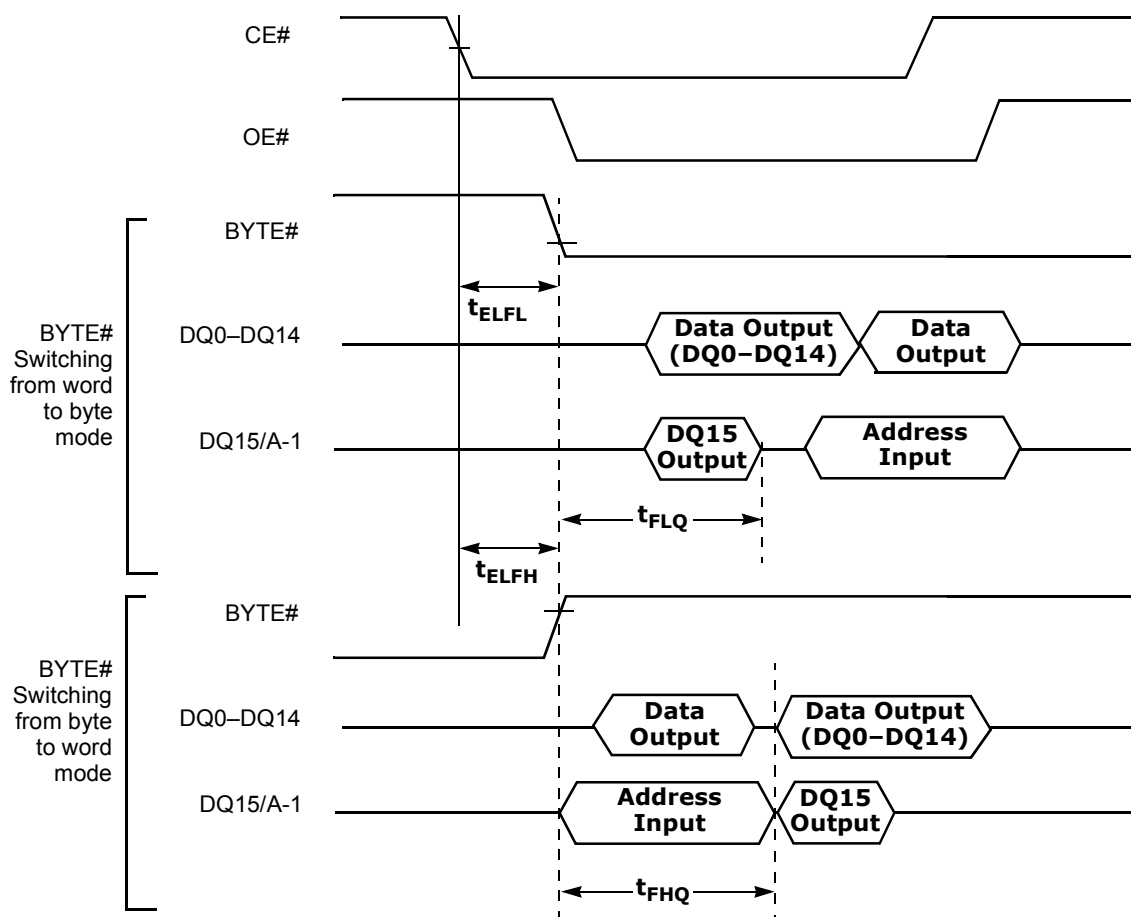 CE#
OE#
BYTE#
Switching
from word
to byte
mode
BYTE#
tELFL
DQ0–DQ14
Data Output
(DQ0–DQ14)
Data
Output
DQ15/A-1
DQ15
Output
Address
Input
tFLQ
tELFH
BYTE#
Switching
from byte
to word
mode
BYTE#
DQ0–DQ14
Data
Output
Data Output
(DQ0–DQ14)
DQ15/A-1
Address
Input
DQ15
Output
tFHQ